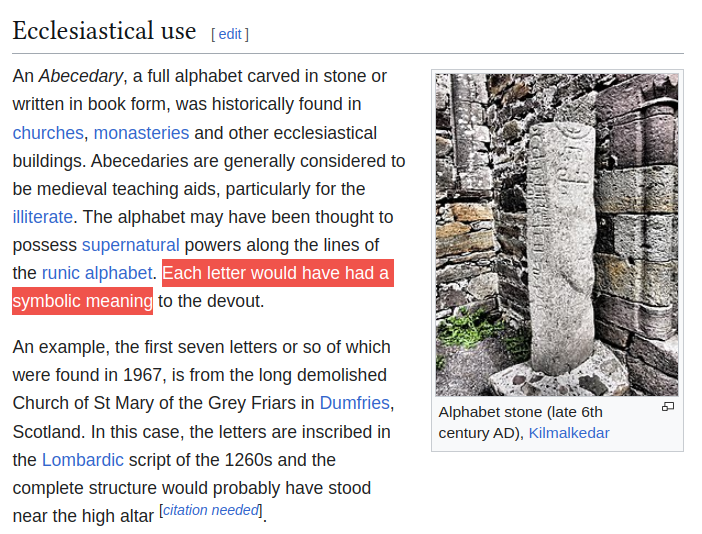 Ecclesiastical use [ edit ]
An Abecedary, a full alphabet carved in stone or
written in book form, was historically found in
churches, monasteries and other ecclesiastical
buildings. Abecedaries are generally considered to
be medieval teaching aids, particularly for the
illiterate. The alphabet may have been thought to
possess supernatural powers along the lines of
the runic alphabet. Each letter would have had a
symbolic meaning to the devout.
An example, the first seven letters or so of which
were found in 1967, is from the long demolished
Church of St Mary of the Grey Friars in Dumfries,
Scotland. In this case, the letters are inscribed in
the Lombardic script of the 1260s and the
complete structure would probably have stood
near the high altar [citation needed].
Alphabet stone (late 6th
century AD), Kilmalkedar